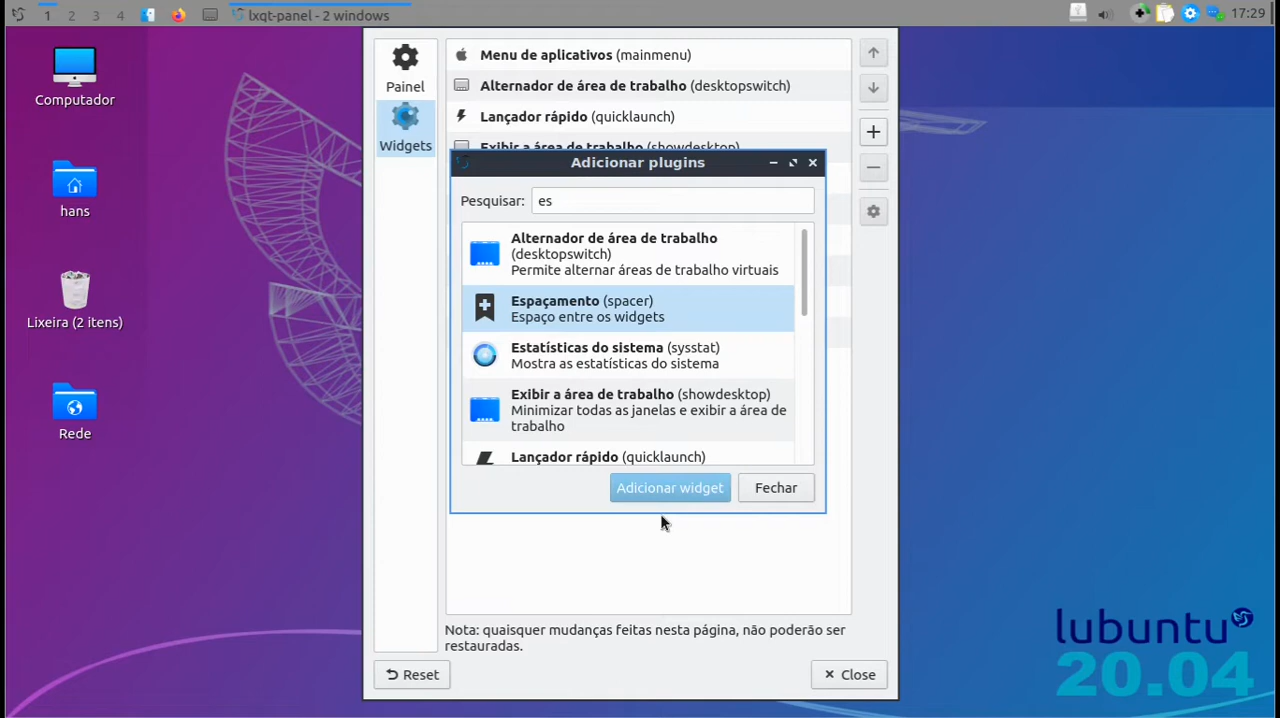 1 2 3 4 lxqt-panel - 2 windows 17:29
Computador
hans
Lixeira (2 itens)
Rede
Painel
Widgets
Menu de aplicativos (mainmenu)
Alternador de área de trabalho (desktopswitch)
Lançador rápido (quicklaunch)
Exibir a área de trabalho (showdesktop)
Adicionar plugins
Pesquisar: es
Alternador de área de trabalho
(desktopswitch)
Permite alternar áreas de trabalho virtuais
Espaçamento (spacer)
Espaço entre os widgets
Estatísticas do sistema (sysstat)
Mostra as estatísticas do sistema
Exibir a área de trabalho (showdesktop)
Minimizar todas as janelas e exibir a área de
trabalho
Lançador rápido (quicklaunch)
Adicionar widget Fechar
Nota: quaisquer mudanças feitas nesta página, não poderão ser
restauradas.
Reset Close
lubuntu
20.04